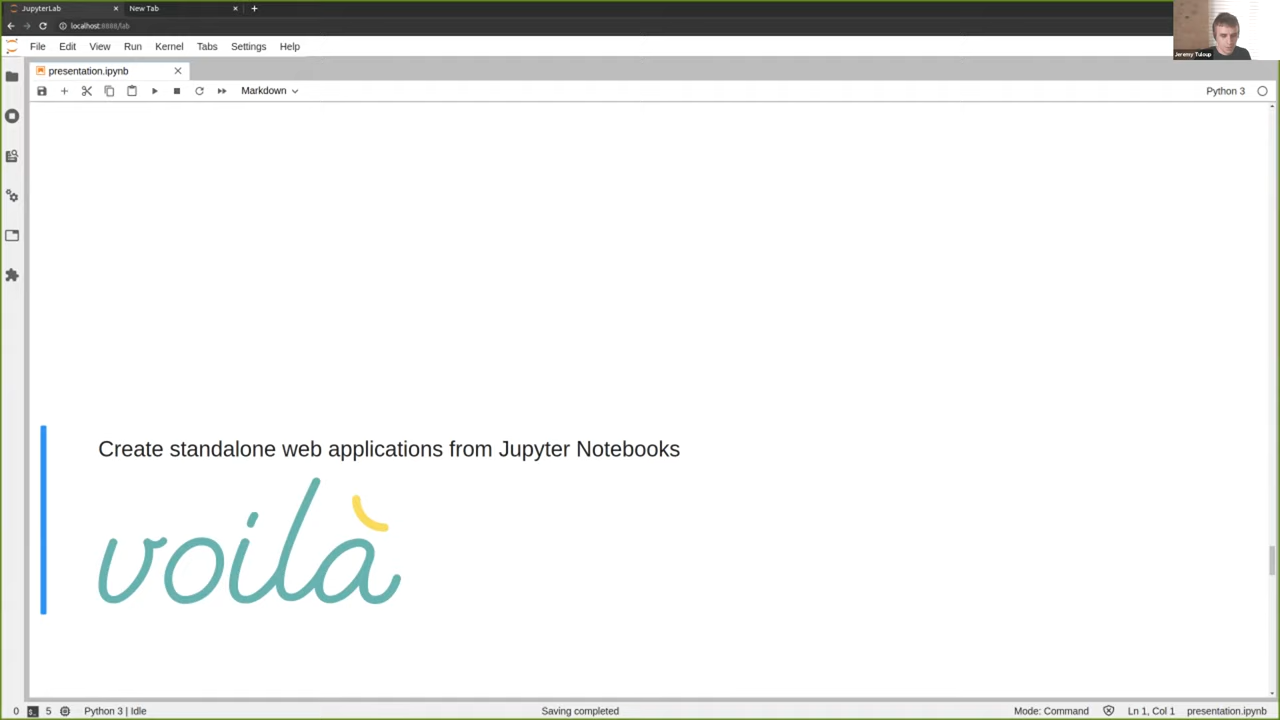 JupyterLab
New Tab
localhost:8888/lab
Jeremy Tuloup
File Edit View Run Kernel Tabs Settings Help
presentation.ipynb
Markdown
Python 3
Create standalone web applications from Jupyter Notebooks
voilà
0 5 Python 3 | Idle
Saving completed
Mode: Command
Ln 1, Col 1
presentation.ipynb